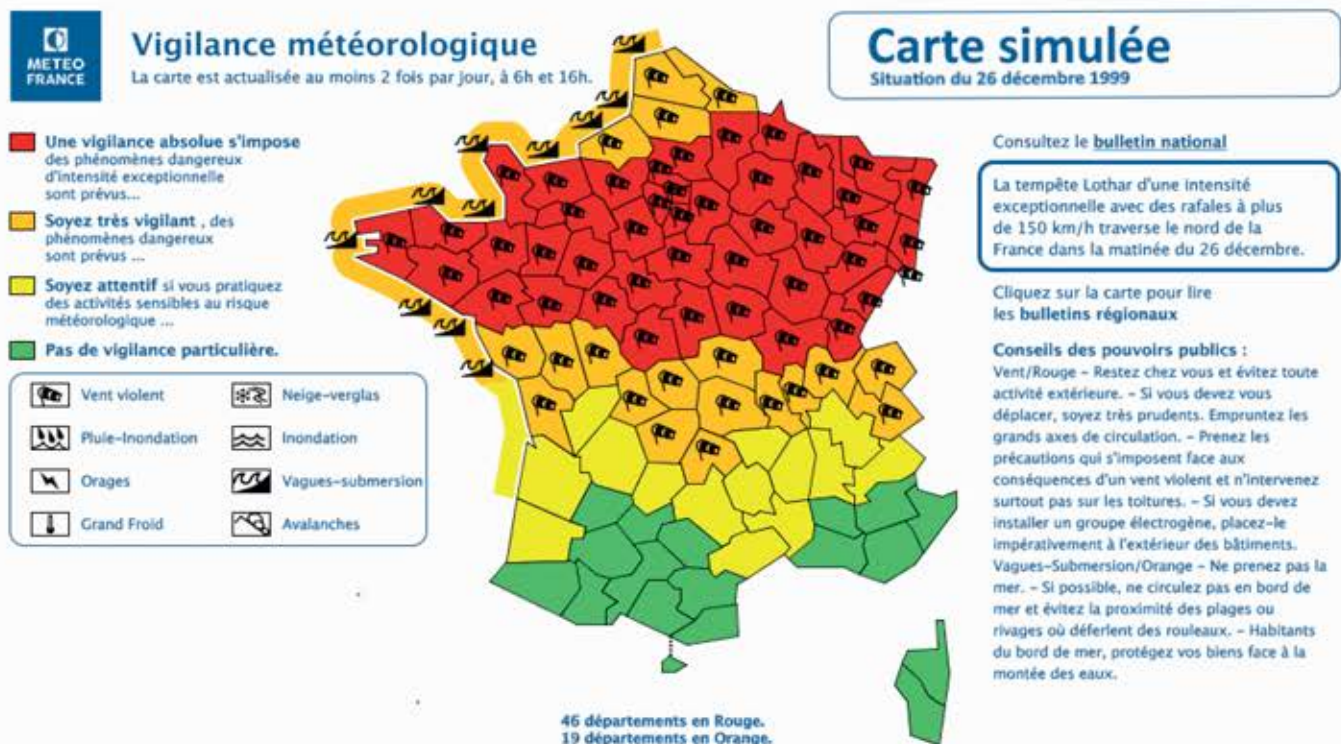 METEO
FRANCE
Vigilance météorologique
La carte est actualisée au moins 2 fois par jour, à 6h et 16h.
Carte simulée
Situation du 26 décembre 1999
Une vigilance absolue s'impose
des phénomènes dangereux
d'intensité exceptionnelle
sont prévus...
Soyez très vigilant , des
phénomènes dangereux
sont prévus ...
Soyez attentif si vous pratiquez
des activités sensibles au risque
météorologique ...
Pas de vigilance particulière.
Vent violent
Neige-verglas
Pluie-Inondation
Inondation
Orages
Vagues-submersion
Grand Froid
Avalanches
Consultez le bulletin national
La tempête Lothar d'une intensité
exceptionnelle avec des rafales à plus
de 150 km/h traverse le nord de la
France dans la matinée du 26 décembre.
Cliquez sur la carte pour lire
les bulletins régionaux
Conseils des pouvoirs publics :
Vent/Rouge – Restez chez vous et évitez toute
activité extérieure. – Si vous devez vous
déplacer, soyez très prudents. Empruntez les
grands axes de circulation. – Prenez les
précautions qui s'imposent face aux
conséquences d'un vent violent et n'intervenez
surtout pas sur les toitures. – Si vous devez
installer un groupe électrogène, placez-le
impérativement à l'extérieur des bâtiments.
Vagues-Submersion/Orange – Ne prenez pas la
mer. – Si possible, ne circulez pas en bord de
mer et évitez la proximité des plages ou
rivages où déferlent des rouleaux. – Habitants
du bord de mer, protégez vos biens face à la
montée des eaux.
46 départements en Rouge.
19 départements en Orange.